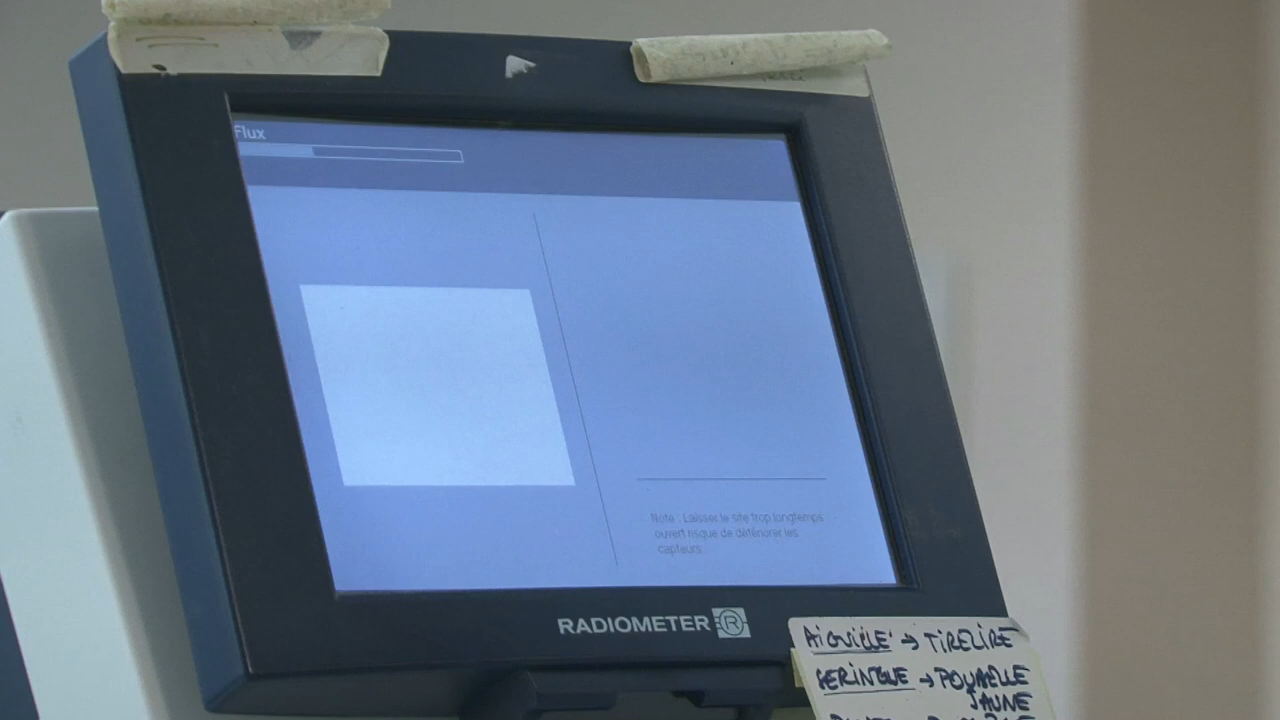 Flux
Note : Laisser le site trop longtemps
ouvert risque de détériorer les
capteurs.
RADIOMETER R
AIGUILLE → TIRELIRE
SERINGUE → POUBELLE
JAUNE